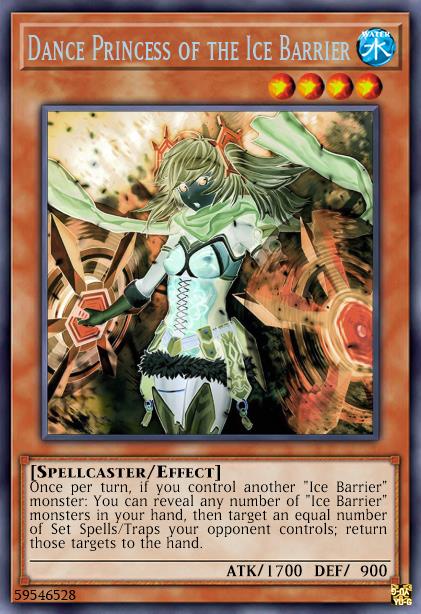 Dance Princess of the Ice Barrier
WATER
水
[Spellcaster/Effect]
Once per turn, if you control another "Ice Barrier"
monster: You can reveal any number of "Ice Barrier"
monsters in your hand, then target an equal number
of Set Spells/Traps your opponent controls; return
those targets to the hand.
ATK/1700 DEF/ 900
59546528